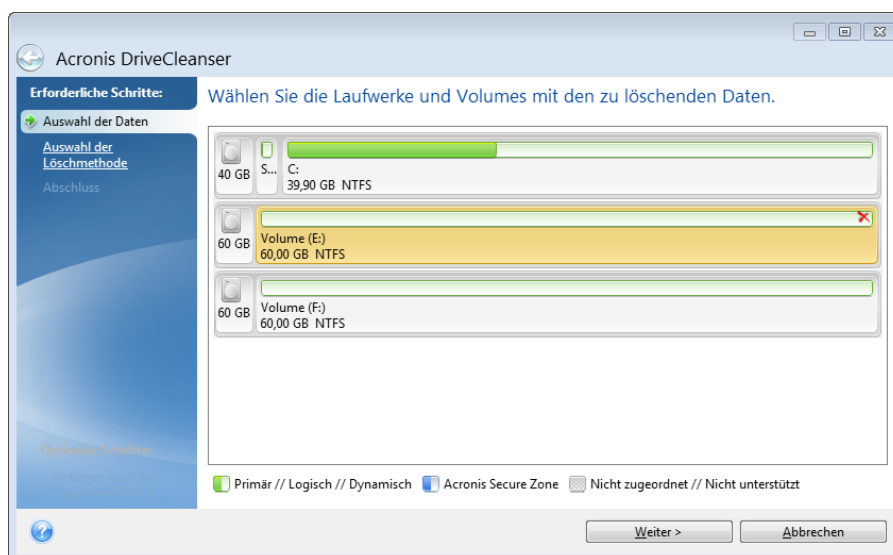 Acronis DriveCleanser
Erforderliche Schritte:
Auswahl der Daten
Auswahl der
Löschmethode
Abschluss
Wählen Sie die Laufwerke und Volumes mit den zu löschenden Daten.
40 GB
S...
C:
39,90 GB NTFS
60 GB
Volume (E:)
60,00 GB NTFS
60 GB
Volume (F:)
60,00 GB NTFS
Primär // Logisch // Dynamisch
Acronis Secure Zone
Nicht zugeordnet // Nicht unterstützt
Weiter >
Abbrechen